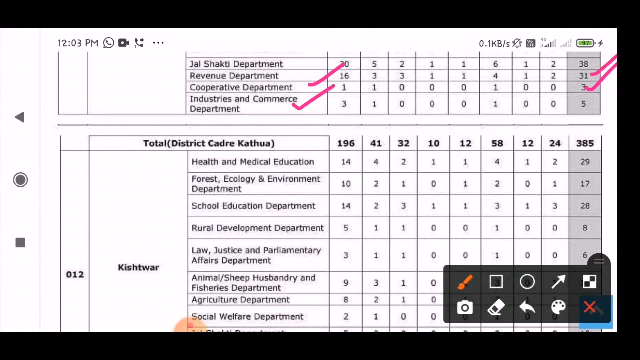 12:03 PM
0.1KB/s
Jal Shakti Department 20 5 2 1 1 6 1 2 38
Revenue Department 16 3 3 1 1 4 1 2 31
Cooperative Department 1 1 0 0 0 1 0 0 3
Industries and Commerce
Department 3 1 0 0 0 1 0 0 5
Total(District Cadre Kathua) 196 41 32 10 12 58 12 24 385
Health and Medical Education 14 4 2 1 1 4 1 2 29
Forest, Ecology & Environment
Department 10 2 1 0 1 2 0 1 17
School Education Department 14 2 3 1 1 3 1 3 28
Rural Development Department 5 1 1 0 0 1 0 0 8
Law, Justice and Parliamentary
Affairs Department 3 1 1 0 0 1 0 0 6
012 Kishtwar
Animal/Sheep Husbandry and
Fisheries Department 9 3 1 0
Agriculture Department 8 2 1 0
Social Welfare Department 2 1 0 0